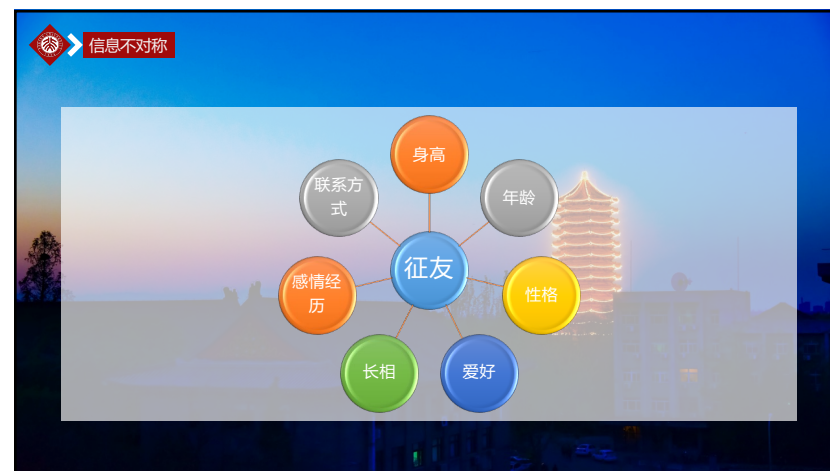 信息不对称
身高
联系方
式
年龄
征友
感情经
历
性格
长相
爱好